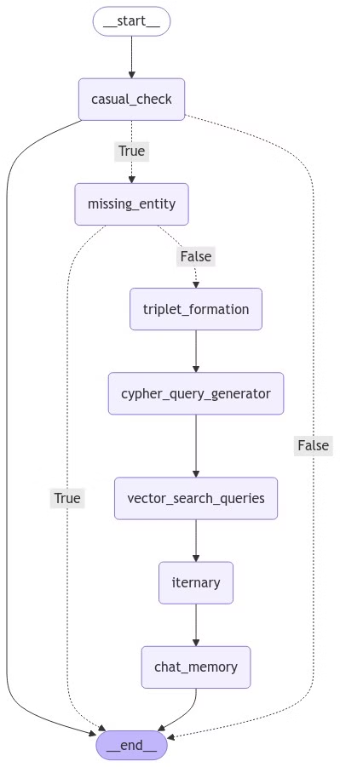 __start__
casual_check
True
missing_entity
False
triplet_formation
cypher_query_generator
False
vector_search_queries
True
iternary
chat_memory
__end__